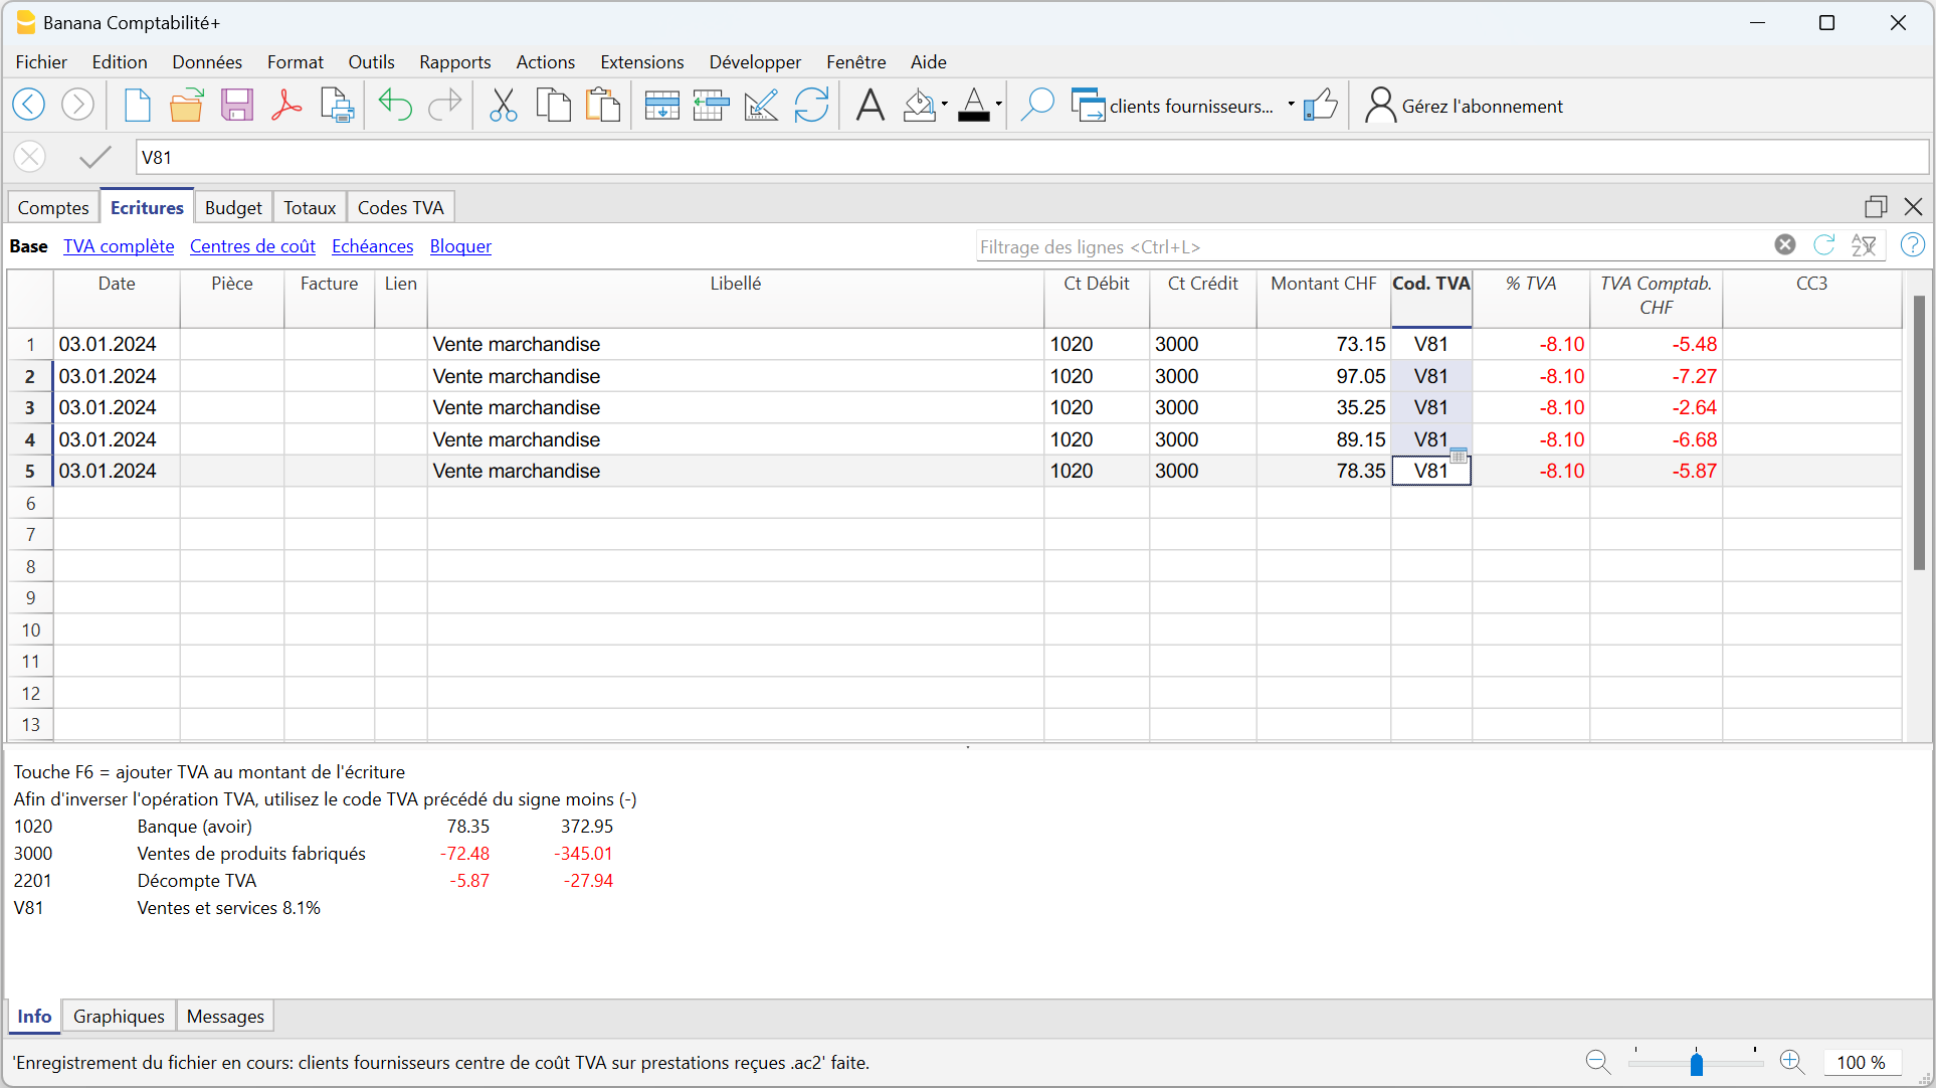 Banana Comptabilité+
Fichier Edition Données Format Outils Rapports Actions Extensions Développer Fenêtre Aide
clients fournisseurs... Gérez l'abonnement
V81
Comptes Ecritures Budget Totaux Codes TVA
Base TVA complète Centres de coût Echéances Bloquer Filtrage des lignes <Ctrl+L>
Date Pièce Facture Lien Libellé Ct Débit Ct Crédit Montant CHF Cod. TVA % TVA TVA Comptab. CHF CC3
1 03.01.2024 Vente marchandise 1020 3000 73.15 V81 -8.10 -5.48
2 03.01.2024 Vente marchandise 1020 3000 97.05 V81 -8.10 -7.27
3 03.01.2024 Vente marchandise 1020 3000 35.25 V81 -8.10 -2.64
4 03.01.2024 Vente marchandise 1020 3000 89.15 V81 -8.10 -6.68
5 03.01.2024 Vente marchandise 1020 3000 78.35 V81 -8.10 -5.87
6
7
8
9
10
11
12
13
Touche F6 = ajouter TVA au montant de l'écriture
Afin d'inverser l'opération TVA, utilisez le code TVA précédé du signe moins (-)
1020 Banque (avoir) 78.35 372.95
3000 Ventes de produits fabriqués -72.48 -345.01
2201 Décompte TVA -5.87 -27.94
V81 Ventes et services 8.1%
Info Graphiques Messages
'Enregistrement du fichier en cours: clients fournisseurs centre de coût TVA sur prestations reçues .ac2' faite. 100 %